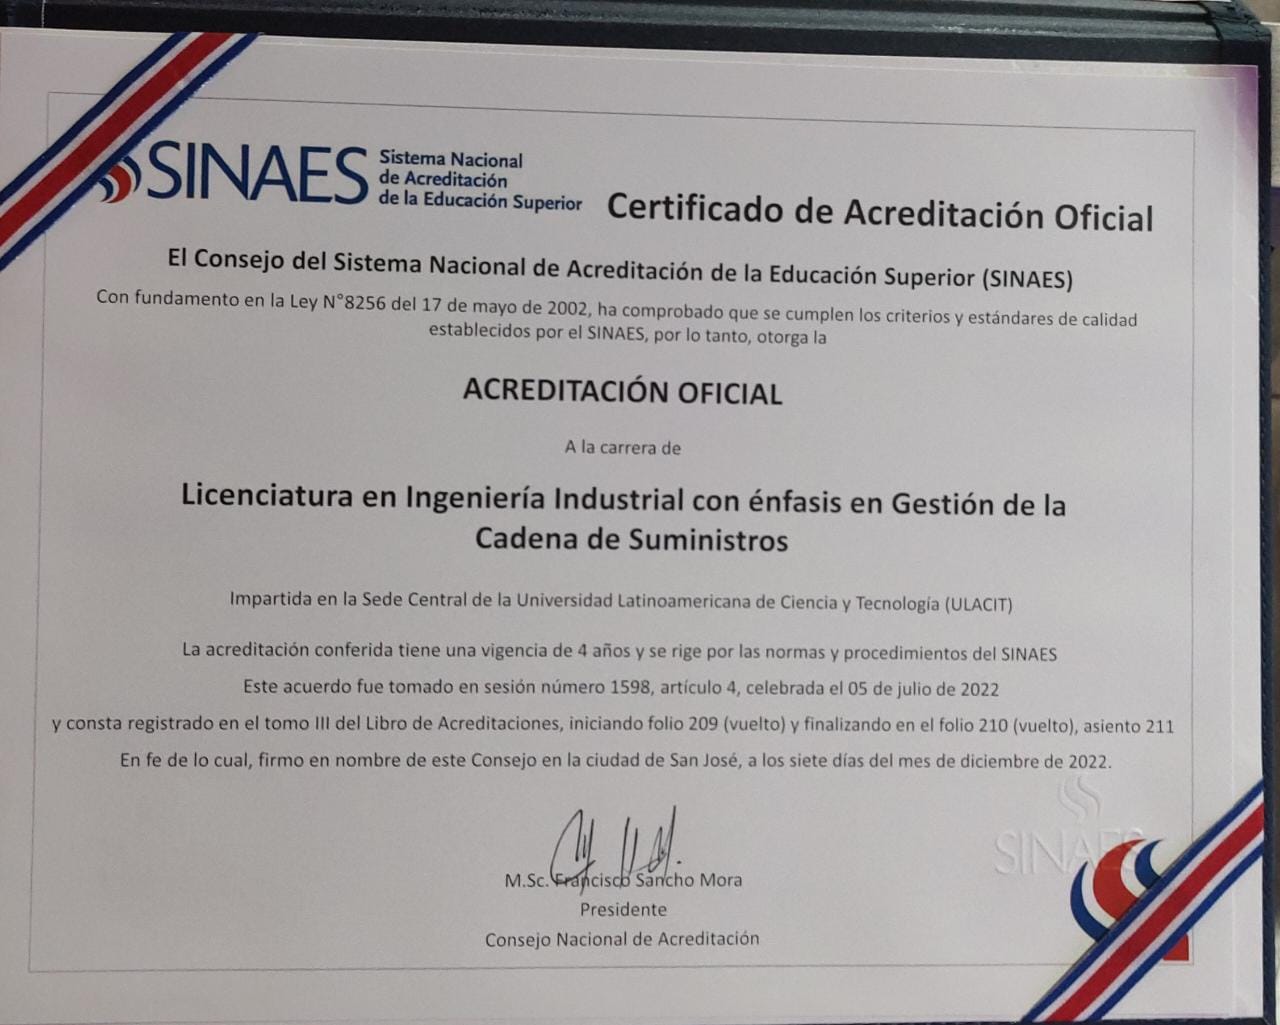 SINAES
Sistema Nacional
de Acreditación
de la Educación Superior
Certificado de Acreditación Oficial
El Consejo del Sistema Nacional de Acreditación de la Educación Superior (SINAES)
Con fundamento en la Ley N°8256 del 17 de mayo de 2002, ha comprobado que se cumplen los criterios y estándares de calidad
establecidos por el SINAES, por lo tanto, otorga la
ACREDITACIÓN OFICIAL
A la carrera de
Licenciatura en Ingeniería Industrial con énfasis en Gestión de la
Cadena de Suministros
Impartida en la Sede Central de la Universidad Latinoamericana de Ciencia y Tecnología (ULACIT)
La acreditación conferida tiene una vigencia de 4 años y se rige por las normas y procedimientos del SINAES
Este acuerdo fue tomado en sesión número 1598, artículo 4, celebrada el 05 de julio de 2022
y consta registrado en el tomo III del Libro de Acreditaciones, iniciando folio 209 (vuelto) y finalizando en el folio 210 (vuelto), asiento 211
En fe de lo cual, firmo en nombre de este Consejo en la ciudad de San José, a los siete días del mes de diciembre de 2022.
SINAES
M.Sc. Francisco Sancho Mora
Presidente
Consejo Nacional de Acreditación